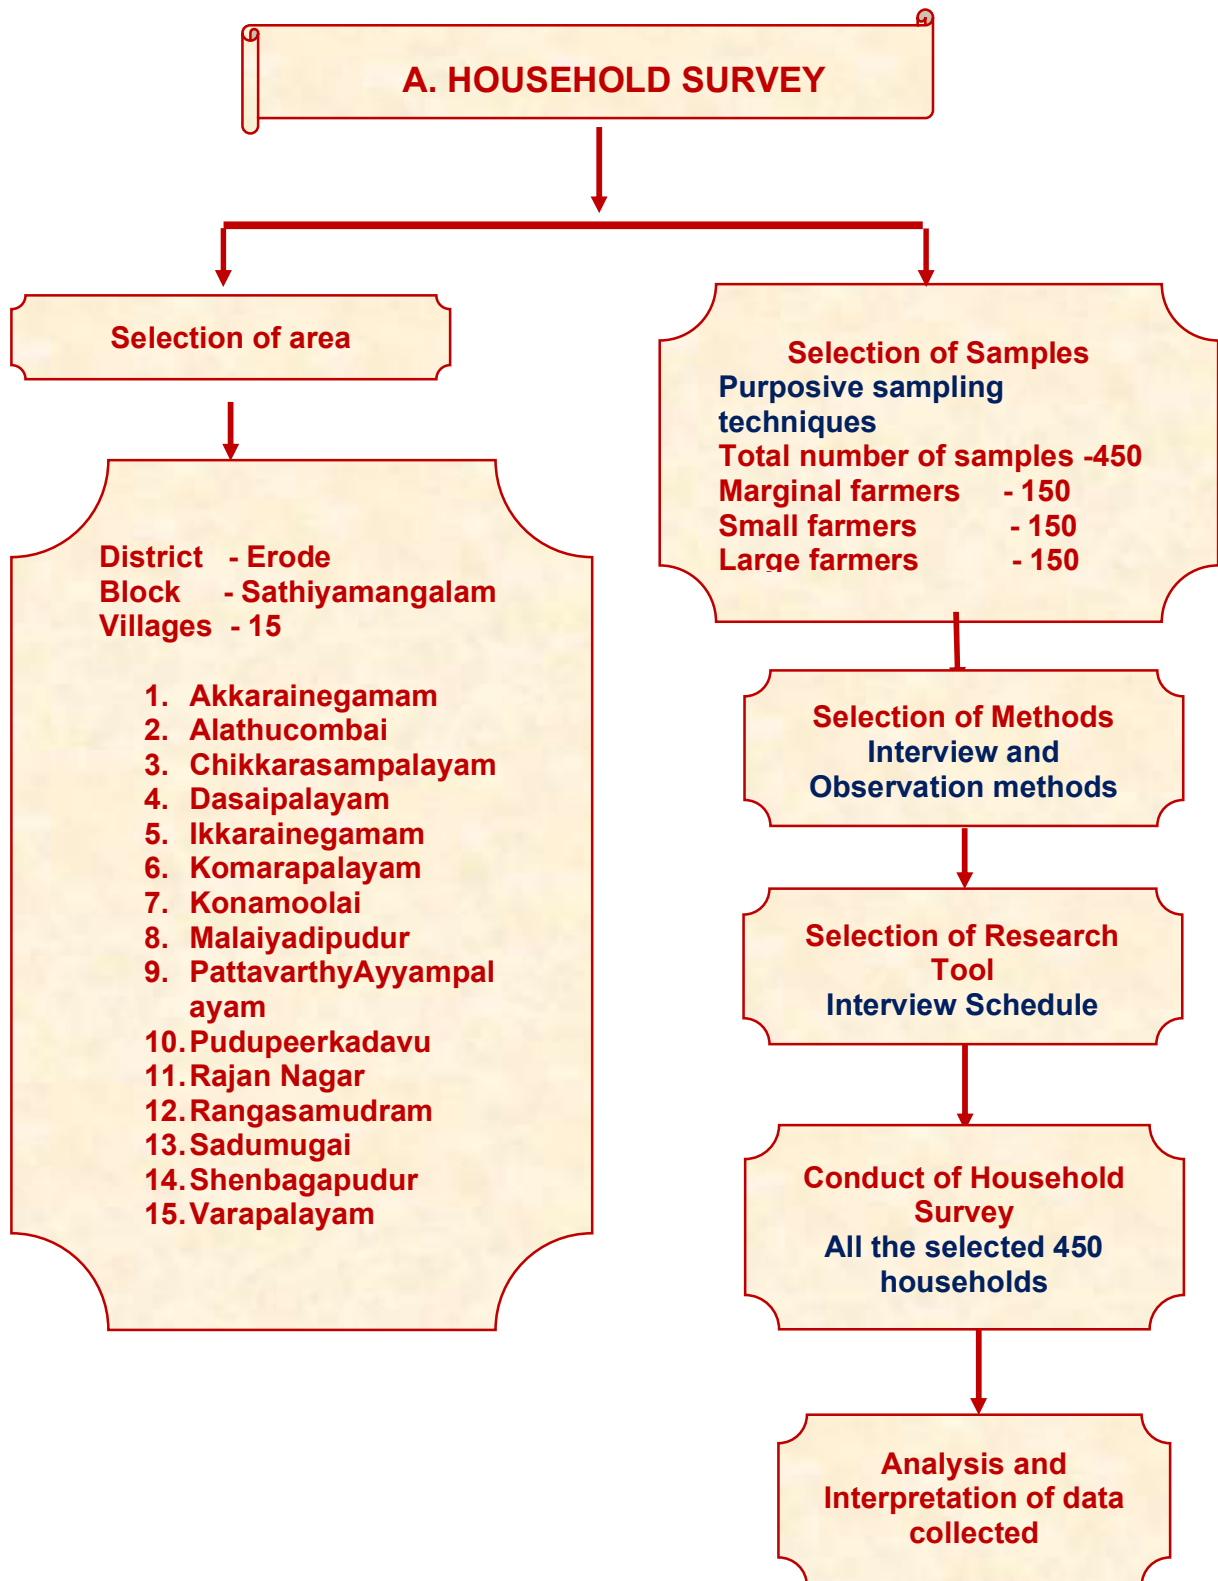 A. HOUSEHOLD SURVEY
Selection of area
District - Erode
Block - Sathiyamangalam
Villages - 15
1. Akkarainegamam
2. Alathucombai
3. Chikkarasampalayam
4. Dasaipalayam
5. Ikkarainegamam
6. Komarapalayam
7. Konamoolai
8. Malaiyadipudur
9. PattavarthyAyyampal
ayam
10. Pudupeerkadavu
11. Rajan Nagar
12. Rangasamudram
13. Sadumugai
14. Shenbagapudur
15. Varapalayam
Selection of Samples
Purposive sampling
techniques
Total number of samples -450
Marginal farmers - 150
Small farmers - 150
Large farmers - 150
Selection of Methods
Interview and
Observation methods
Selection of Research
Tool
Interview Schedule
Conduct of Household
Survey
All the selected 450
households
Analysis and
Interpretation of data
collected